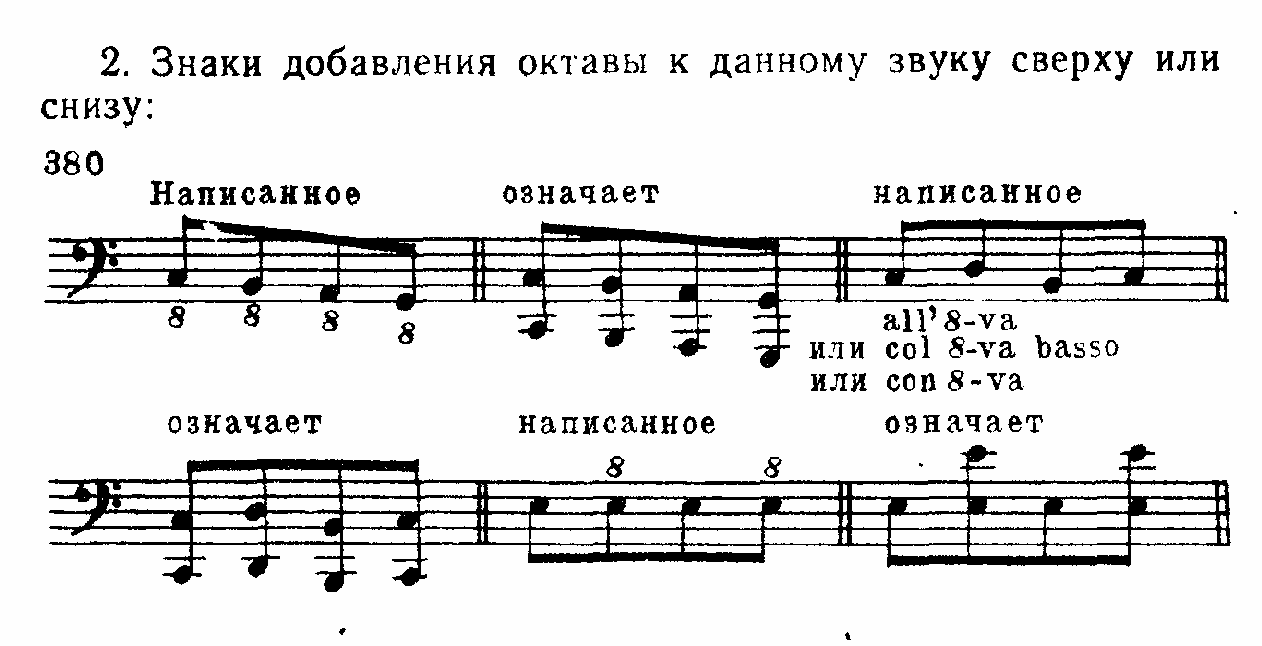 2. Знаки добавления октавы к данному звуку сверху или
снизу:
380
Написанное означает написанное
8 8 8 8
all' 8-va
или col 8-va basso
или con 8-va
означает написанное означает
8 8